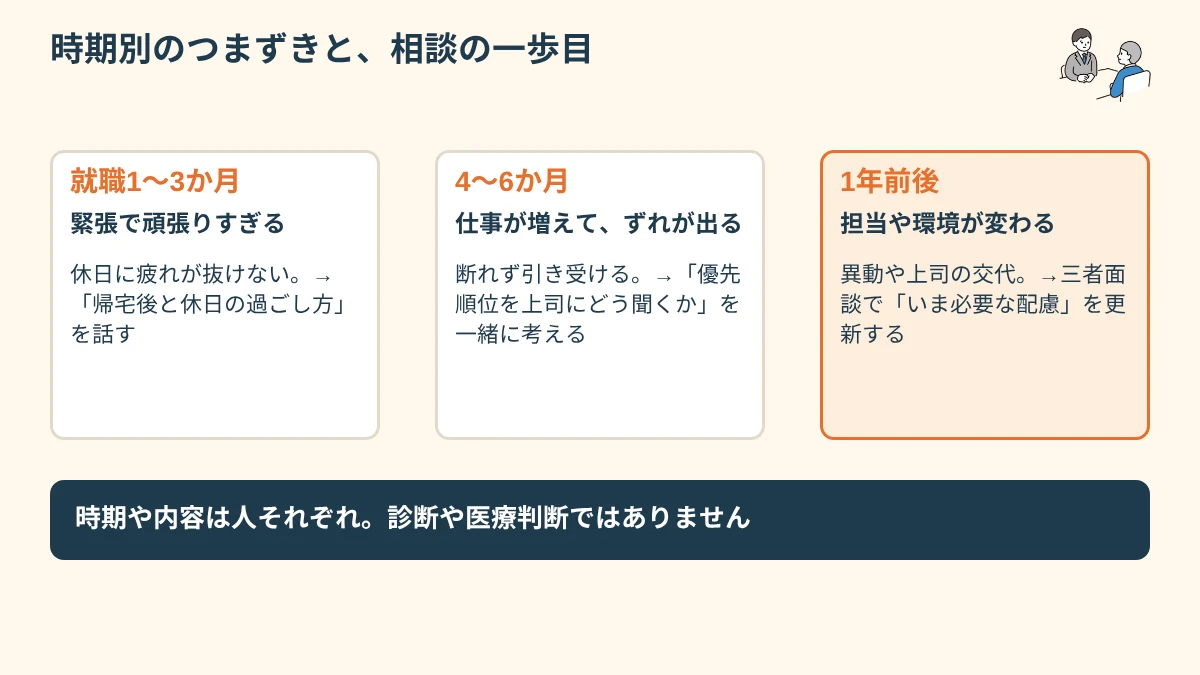 時期別のつまずきと、相談の一歩目
就職1〜3か月
緊張で頑張りすぎる
休日に疲れが抜けない。→
「帰宅後と休日の過ごし方」
を話す
4〜6か月
仕事が増えて、ずれが出る
断れず引き受ける。→「優先
順位を上司にどう聞くか」を
一緒に考える
1年前後
担当や環境が変わる
異動や上司の交代。→三者面
談で「いま必要な配慮」を更
新する
時期や内容は人それぞれ。診断や医療判断ではありません